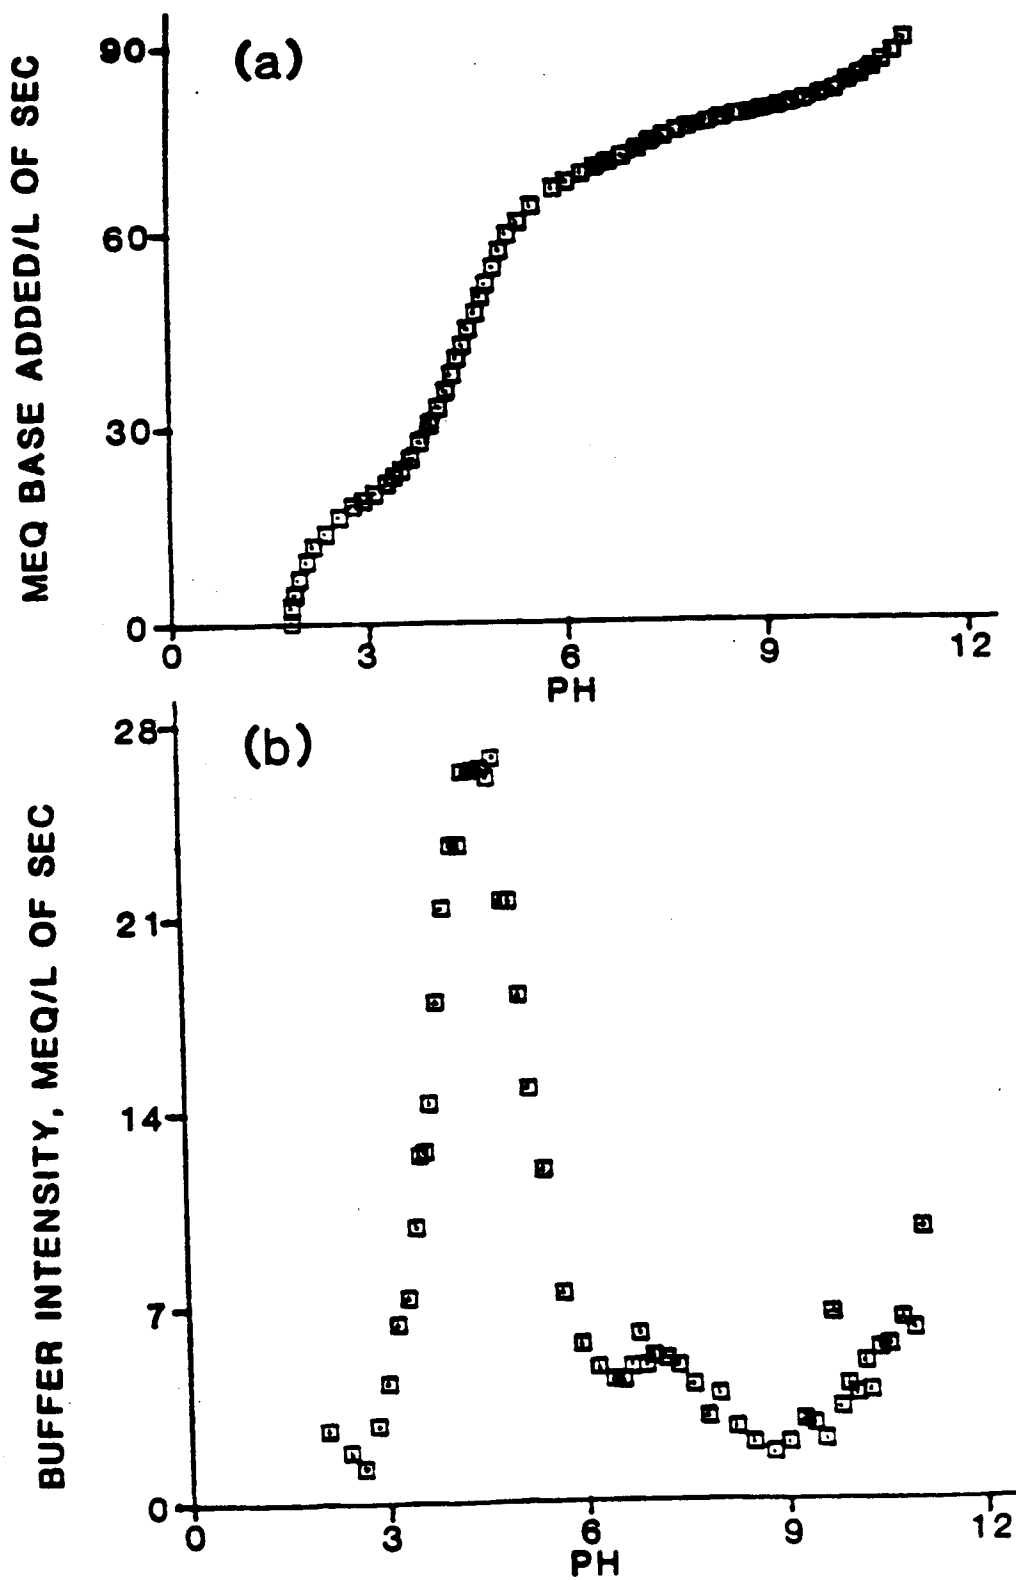 (a)
MEQ BASE ADDED/L OF SEC
90
60
30
0
0 3 6 9 12
PH
(b)
BUFFER INTENSITY, MEQ/L OF SEC
28
21
14
7
0
0 3 6 9 12
PH